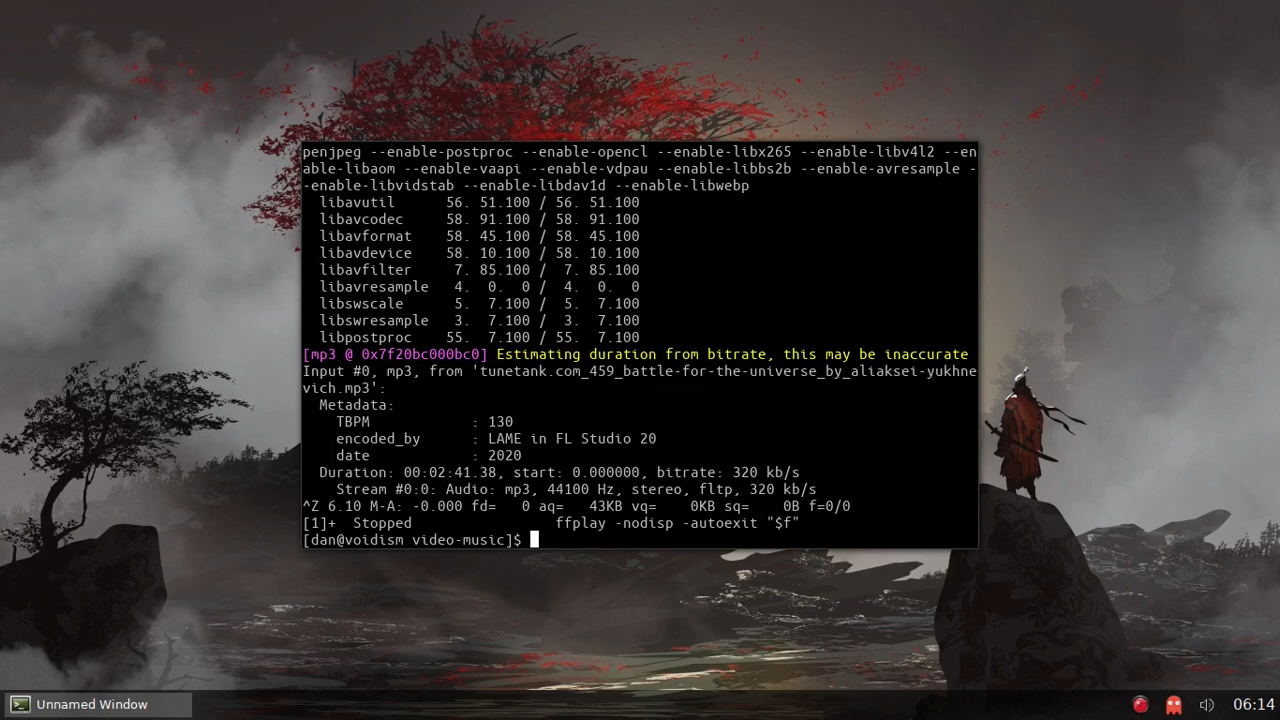 penjpeg --enable-postproc --enable-opencl --enable-libx265 --enable-libv4l2 --en
able-libaom --enable-vaapi --enable-vdpau --enable-libbs2b --enable-avresample -
-enable-libvidstab --enable-libdav1d --enable-libwebp
  libavutil      56. 51.100 / 56. 51.100
  libavcodec     58. 91.100 / 58. 91.100
  libavformat    58. 45.100 / 58. 45.100
  libavdevice    58. 10.100 / 58. 10.100
  libavfilter     7. 85.100 /  7. 85.100
  libavresample   4.  0.  0 /  4.  0.  0
  libswscale      5.  7.100 /  5.  7.100
  libswresample   3.  7.100 /  3.  7.100
  libpostproc    55.  7.100 / 55.  7.100
[mp3 @ 0x7f20bc000bc0] Estimating duration from bitrate, this may be inaccurate
Input #0, mp3, from 'tunetank.com_459_battle-for-the-universe_by_aliaksei-yukhne
vich.mp3':
  Metadata:
    TBPM            : 130
    encoded_by      : LAME in FL Studio 20
    date            : 2020
  Duration: 00:02:41.38, start: 0.000000, bitrate: 320 kb/s
    Stream #0:0: Audio: mp3, 44100 Hz, stereo, fltp, 320 kb/s
^Z 6.10 M-A: -0.000 fd=   0 aq=   43KB vq=    0KB sq=    0B f=0/0
[1]+  Stopped                 ffplay -nodisp -autoexit "$f"
[dan@voidism video-music]$
Unnamed Window
06:14